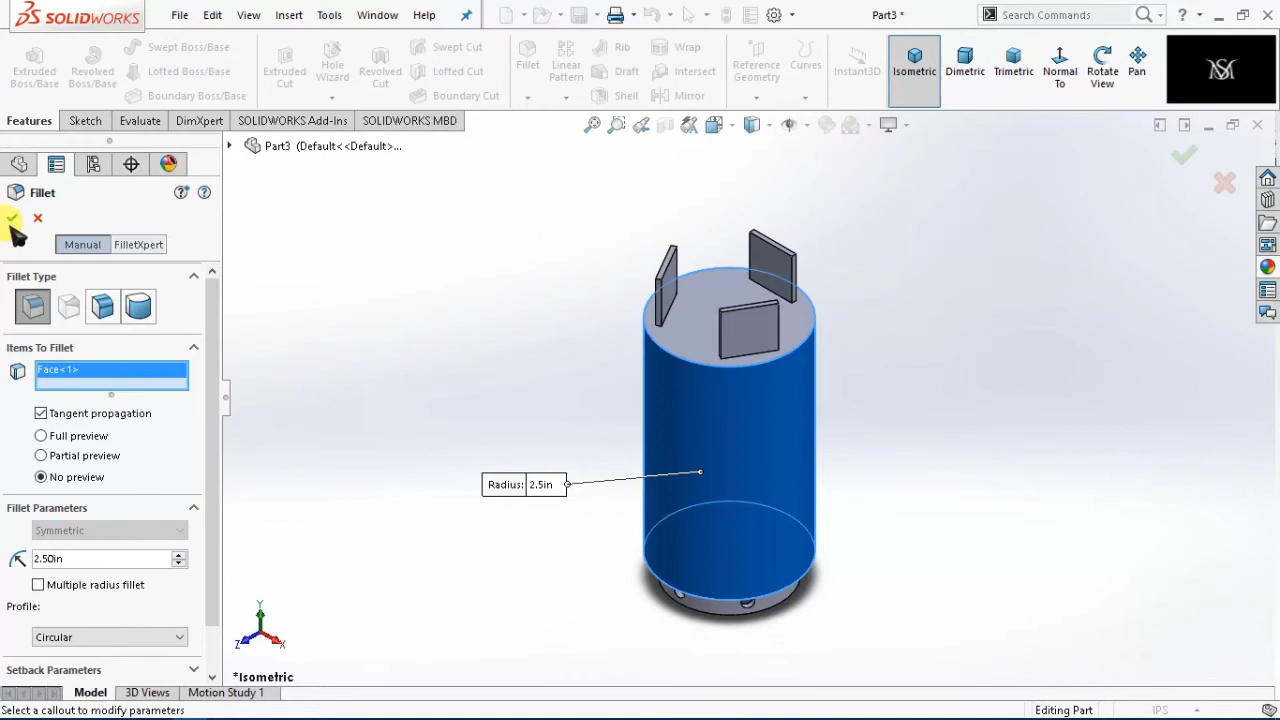 SOLIDWORKS File Edit View Insert Tools Window Help Part3 * Search Commands
Extruded Boss/Base
Revolved Boss/Base
Swept Boss/Base
Lofted Boss/Base
Boundary Boss/Base
Extruded Cut
Hole Wizard
Revolved Cut
Swept Cut
Lofted Cut
Boundary Cut
Fillet
Linear Pattern
Rib
Draft
Shell
Wrap
Intersect
Mirror
Reference Geometry
Curves
Instant3D
Isometric
Dimetric
Trimetric
Normal To
Rotate View
Pan
Features Sketch Evaluate DimXpert SOLIDWORKS Add-Ins SOLIDWORKS MBD
Part3 (Default<<Default>...
Fillet
Manual FilletXpert
Fillet Type
Items To Fillet
Face<1>
Tangent propagation
Full preview
Partial preview
No preview
Radius: 2.5in
Fillet Parameters
Symmetric
2.50in
Multiple radius fillet
Profile:
Circular
Setback Parameters
Y
Z
X
*Isometric
Model 3D Views Motion Study 1
Select a callout to modify parameters Editing Part IPS